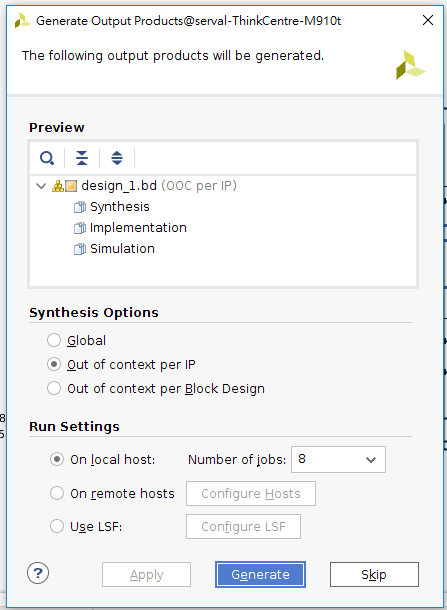 Generate Output Products@serval-ThinkCentre-M910t
The following output products will be generated.
Preview
design_1.bd (OOC per IP)
Synthesis
Implementation
Simulation
Synthesis Options
Global
Out of context per IP
Out of context per Block Design
8
5
Run Settings
On local host: Number of jobs: 8
On remote hosts Configure Hosts
Use LSF: Configure LSF
? Apply Generate Skip